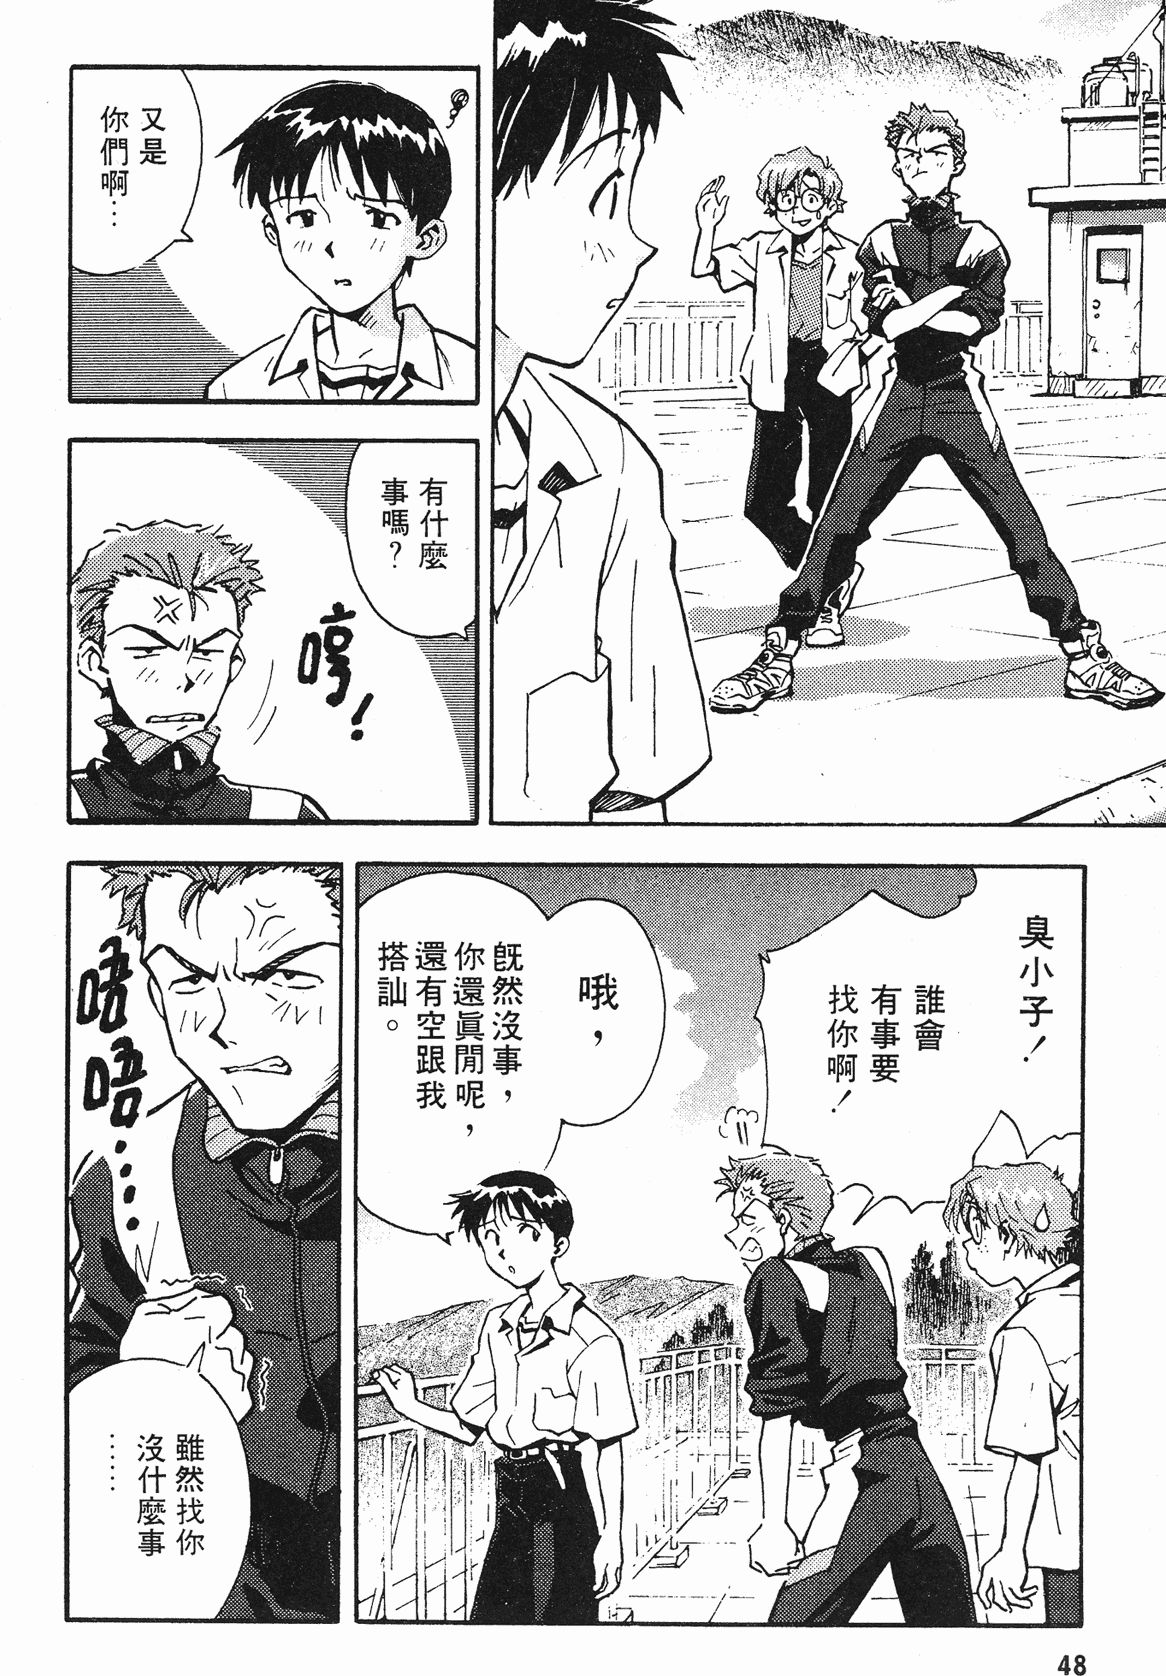 又是
你們啊…
有什麼
事嗎？
哼！
臭小子！
誰會
有事要
找你啊！
哦，
既然沒事，
你還真閒呢，
還有空跟我
搭訕。
唔
唔……
雖然找你
沒什麼事
……
48